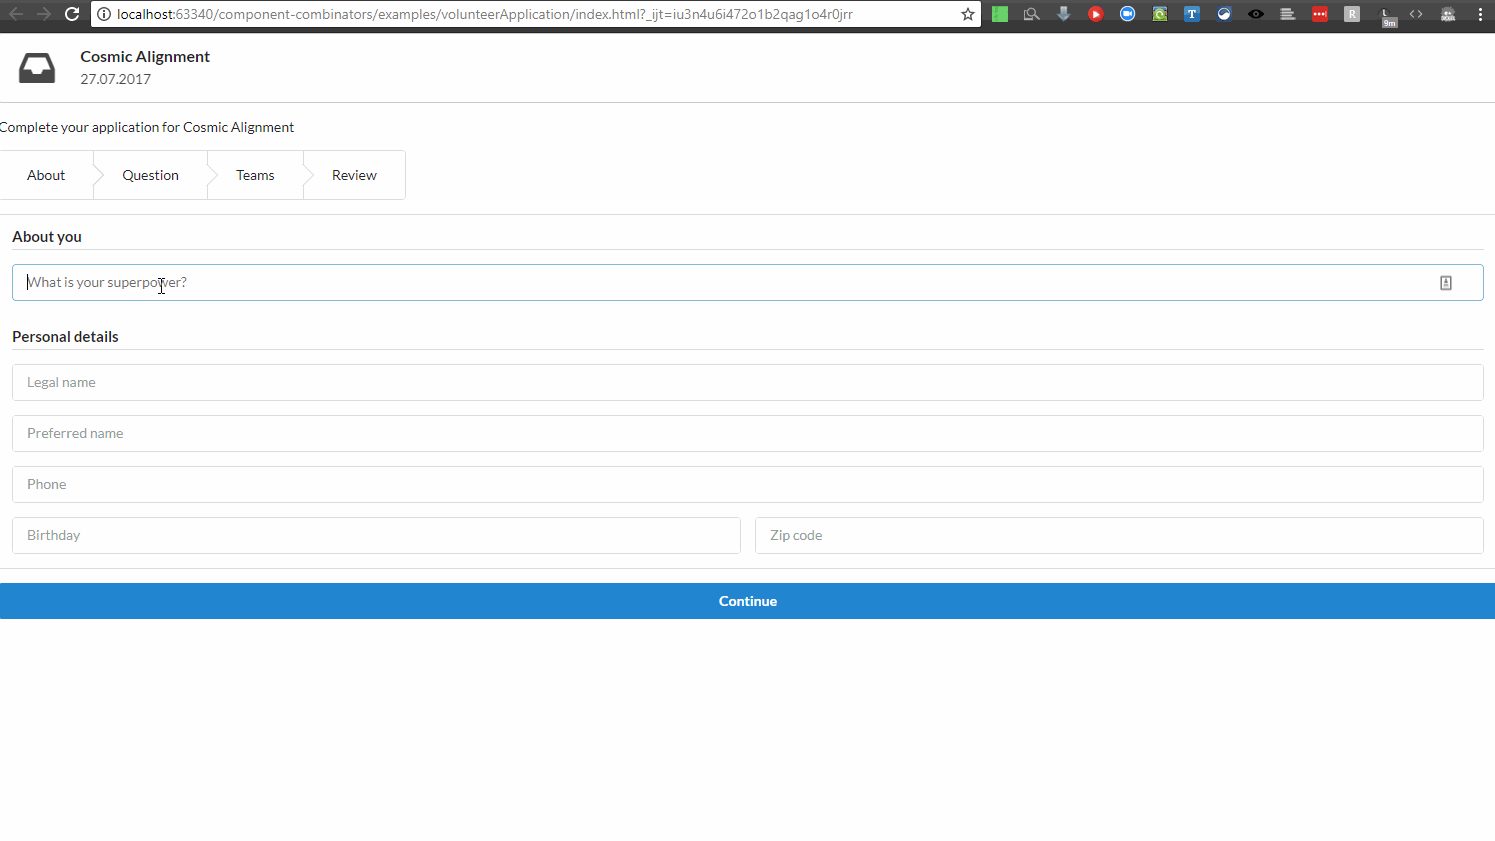 localhost:63340/component-combinators/examples/volunteerApplication/index.html?_ijt=iu3n4u6i472o1b2qag1o4r0jrr
T
R
9m
Cosmic Alignment
27.07.2017
Complete your application for Cosmic Alignment
About
Question
Teams
Review
About you
What is your superpower?
Personal details
Legal name
Preferred name
Phone
Birthday
Zip code
Continue